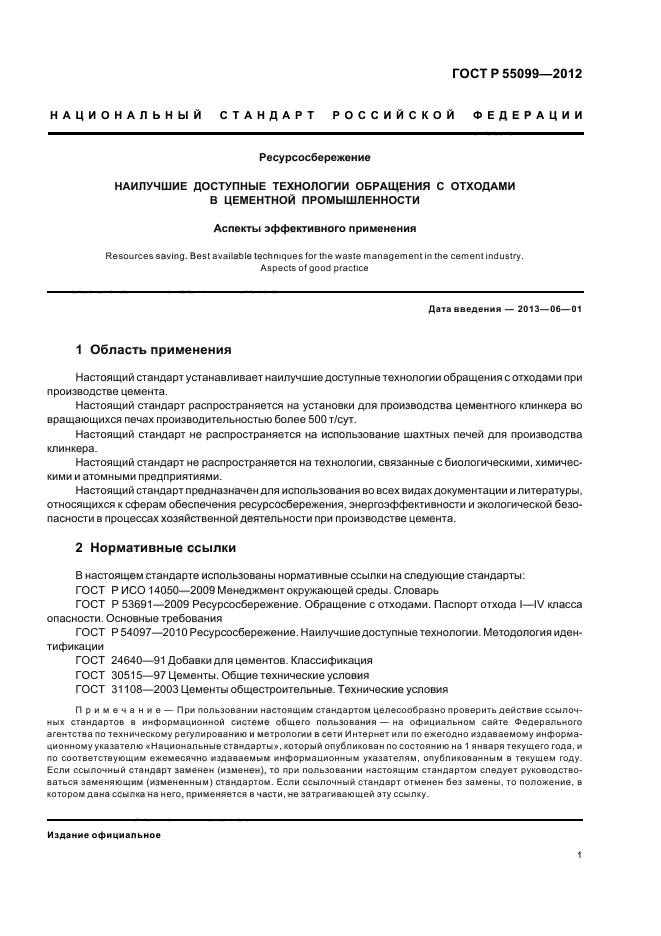 ГОСТ Р 55099—2012
НАЦИОНАЛЬНЫЙ СТАНДАРТ РОССИЙСКОЙ ФЕДЕРАЦИИ
Ресурсосбережение
НАИЛУЧШИЕ ДОСТУПНЫЕ ТЕХНОЛОГИИ ОБРАЩЕНИЯ С ОТХОДАМИ
В ЦЕМЕНТНОЙ ПРОМЫШЛЕННОСТИ
Аспекты эффективного применения
Resources saving. Best available techniques for the waste management in the cement industry.
Aspects of good practice
Дата введения — 2013—06—01
1 Область применения
Настоящий стандарт устанавливает наилучшие доступные технологии обращения с отходами при
производстве цемента.
Настоящий стандарт распространяется на установки для производства цементного клинкера во
вращающихся печах производительностью более 500 т/сут.
Настоящий стандарт не распространяется на использование шахтных печей для производства
клинкера.
Настоящий стандарт не распространяется на технологии, связанные с биологическими, химичес-
кими и атомными предприятиями.
Настоящий стандарт предназначен для использования во всех видах документации и литературы,
относящихся к сферам обеспечения ресурсосбережения, энергоэффективности и экологической безо-
пасности в процессах хозяйственной деятельности при производстве цемента.
2 Нормативные ссылки
В настоящем стандарте использованы нормативные ссылки на следующие стандарты:
ГОСТ Р ИСО 14050—2009 Менеджмент окружающей среды. Словарь
ГОСТ Р 53691—2009 Ресурсосбережение. Обращение с отходами. Паспорт отхода I—IV класса
опасности. Основные требования
ГОСТ Р 54097—2010 Ресурсосбережение. Наилучшие доступные технологии. Методология иден-
тификации
ГОСТ 24640—91 Добавки для цементов. Классификация
ГОСТ 30515—97 Цементы. Общие технические условия
ГОСТ 31108—2003 Цементы общестроительные. Технические условия
Примечание — При пользовании настоящим стандартом целесообразно проверить действие ссылоч-
ных стандартов в информационной системе общего пользования — на официальном сайте Федерального
агентства по техническому регулированию и метрологии в сети Интернет или по ежегодно издаваемому информа-
ционному указателю «Национальные стандарты», который опубликован по состоянию на 1 января текущего года, и
по соответствующим ежемесячно издаваемым информационным указателям, опубликованным в текущем году.
Если ссылочный стандарт заменен (изменен), то при пользовании настоящим стандартом следует руководство-
ваться заменяющим (измененным) стандартом. Если ссылочный стандарт отменен без замены, то положение, в
котором дана ссылка на него, применяется в части, не затрагивающей эту ссылку.
Издание официальное
1